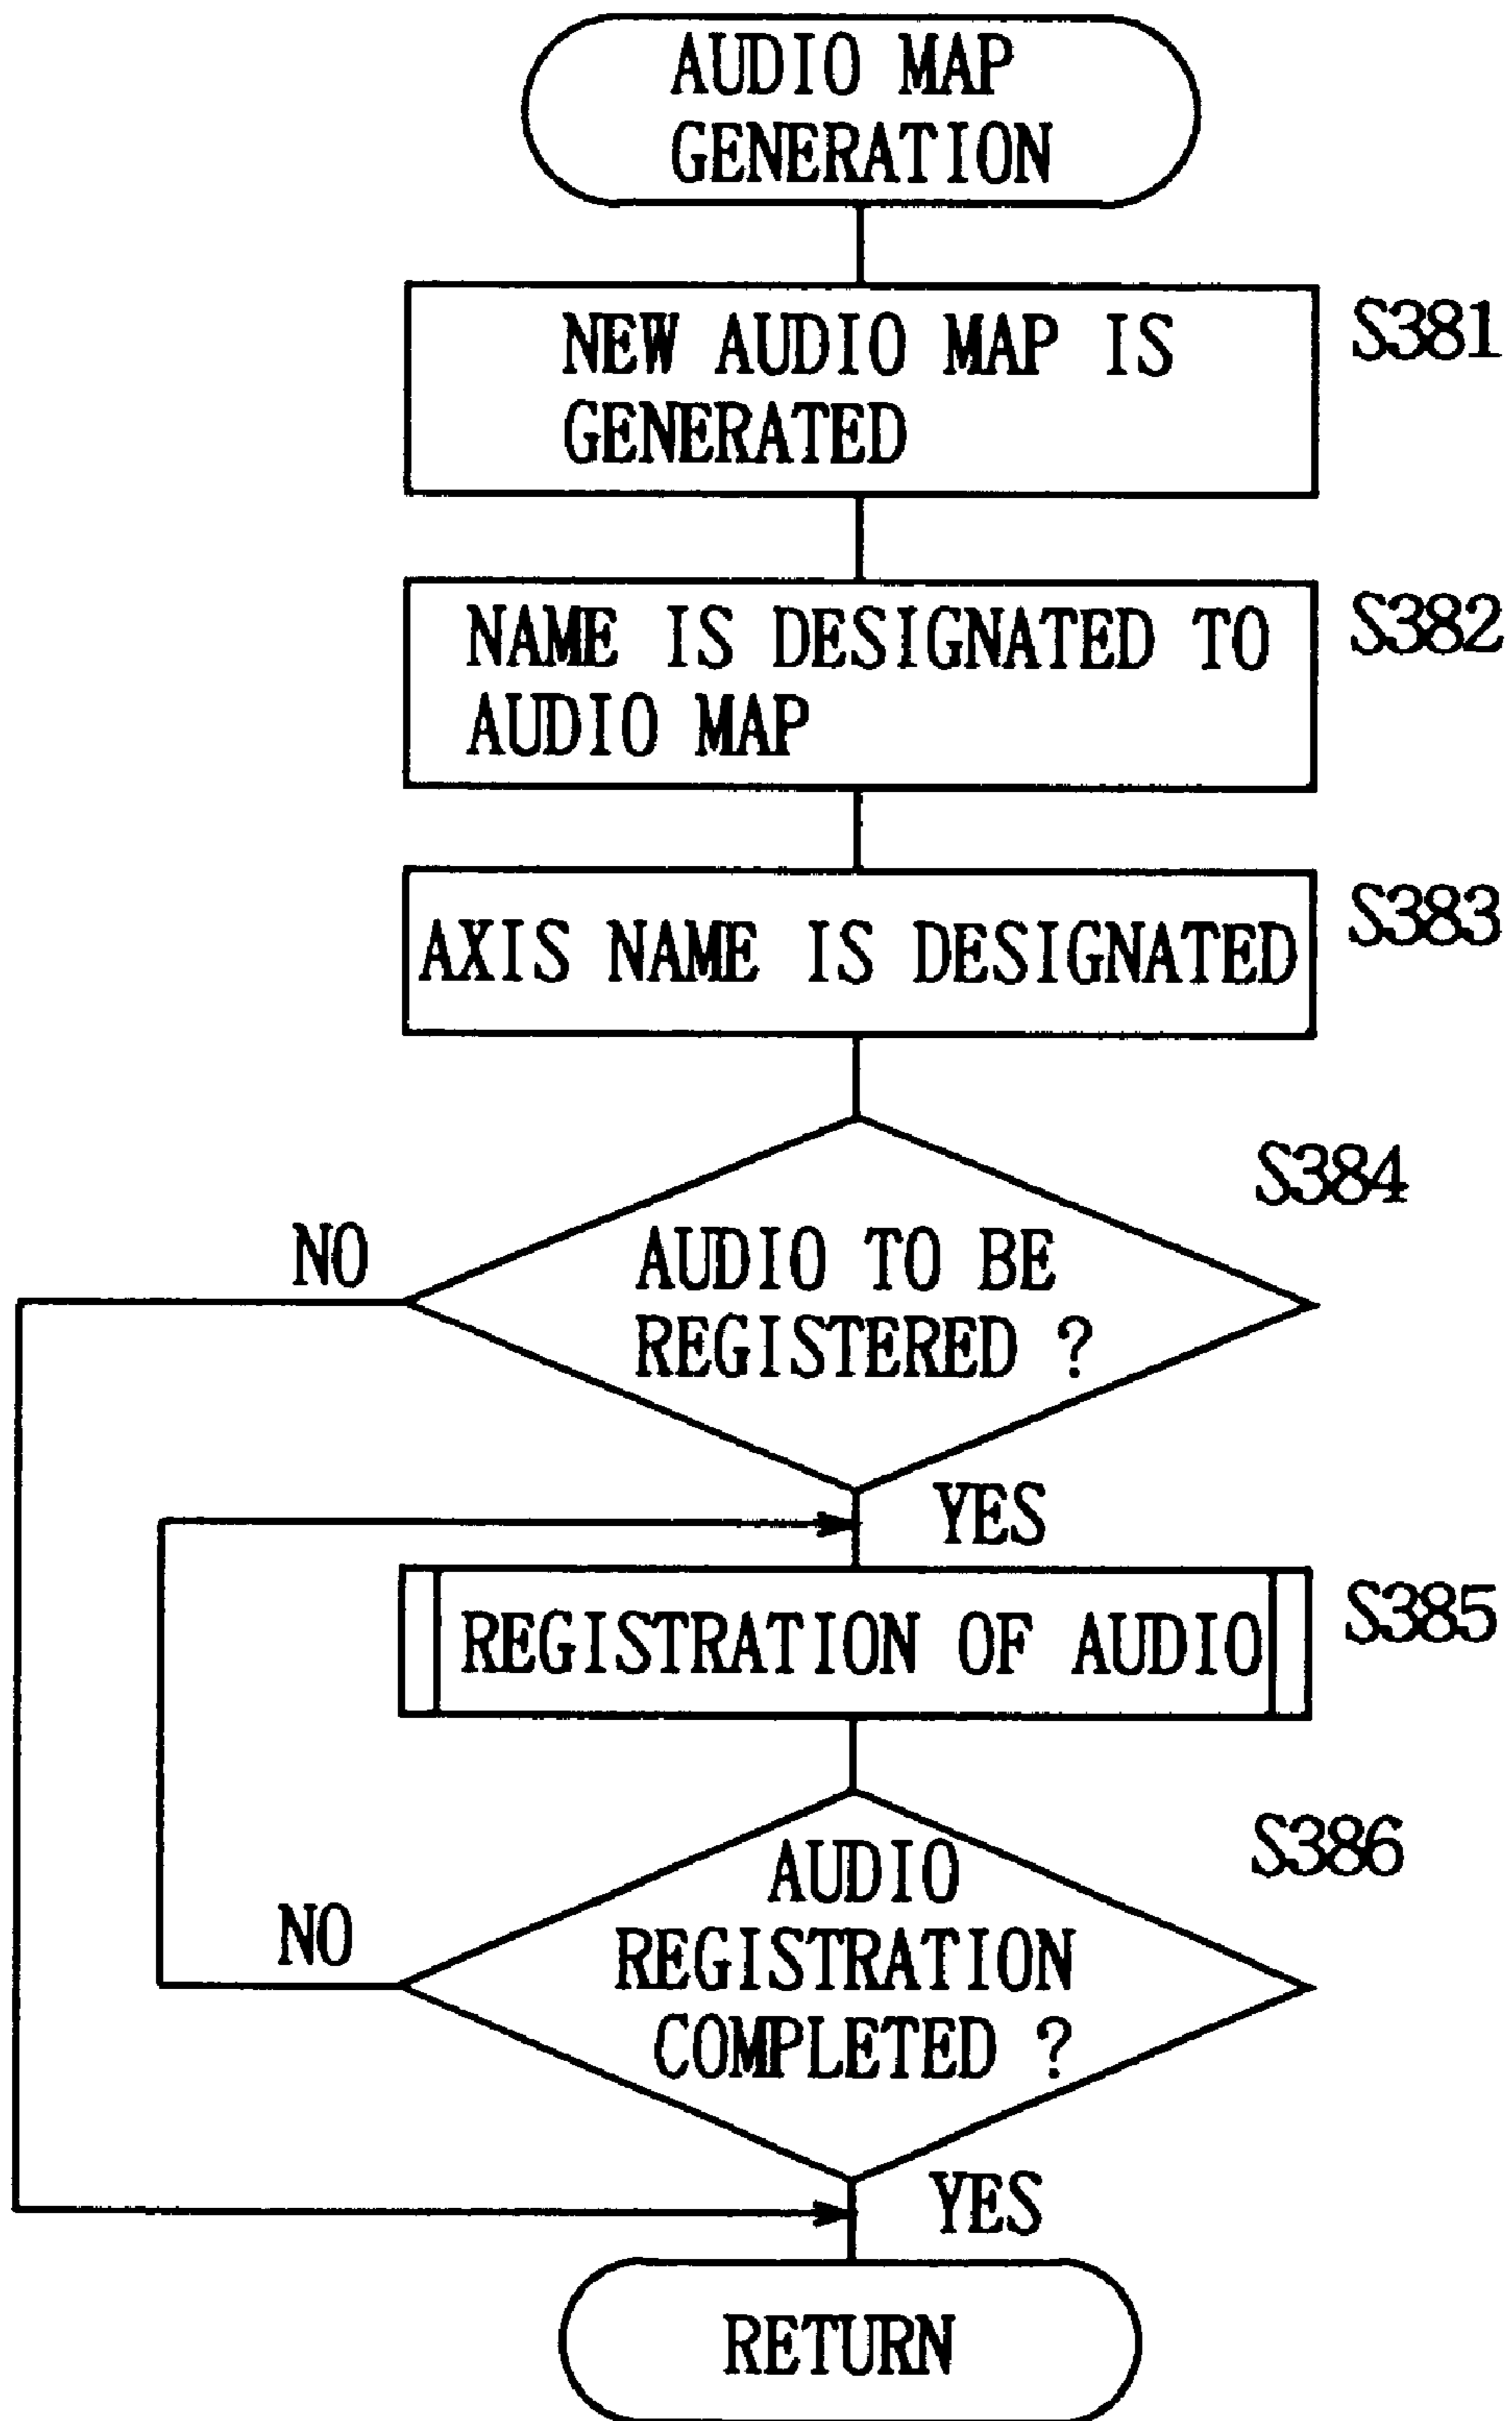 AUDIO MAP
GENERATION
NEW AUDIO MAP IS
GENERATED
S381
NAME IS DESIGNATED TO
AUDIO MAP
S382
AXIS NAME IS DESIGNATED
S383
S384
NO
AUDIO TO BE
REGISTERED ?
YES
REGISTRATION OF AUDIO
S385
S386
AUDIO
NO
REGISTRATION
COMPLETED ?
YES
RETURN